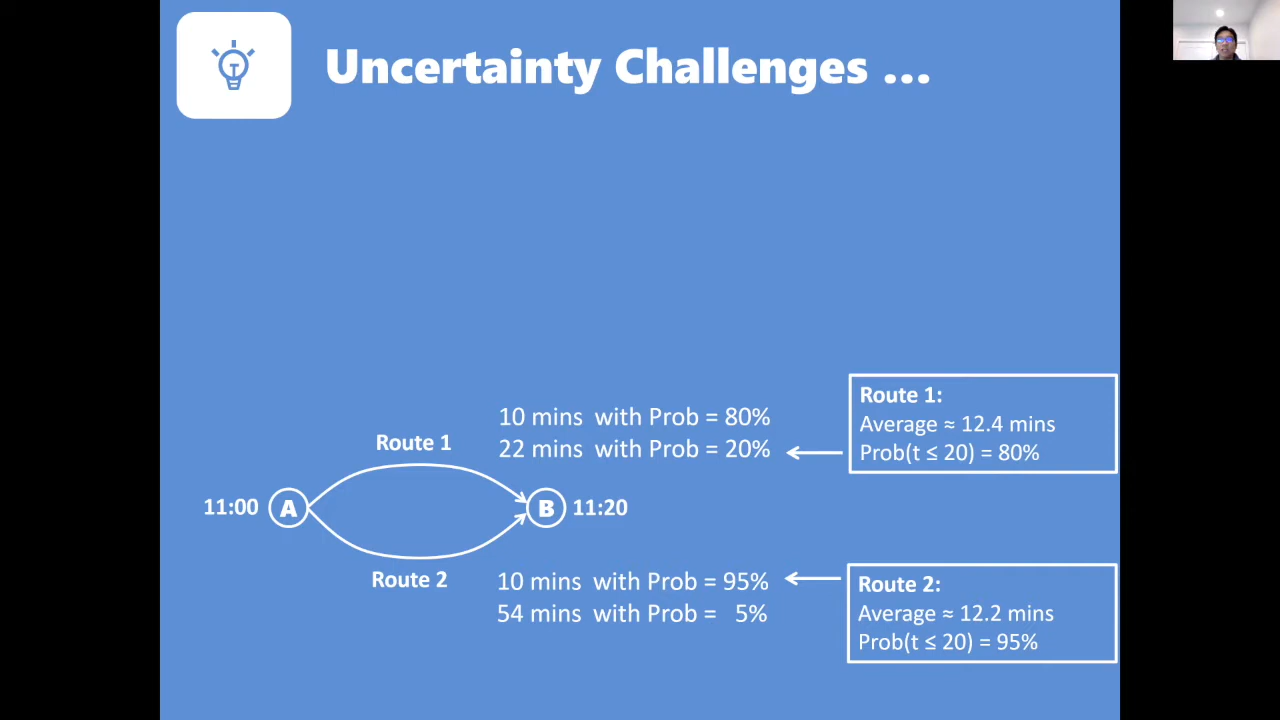 Uncertainty Challenges ...
10 mins with Prob = 80%
22 mins with Prob = 20%
Route 1:
Average ≈ 12.4 mins
Prob(t ≤ 20) = 80%
Route 1
11:00 A B 11:20
Route 2
10 mins with Prob = 95%
54 mins with Prob = 5%
Route 2:
Average ≈ 12.2 mins
Prob(t ≤ 20) = 95%